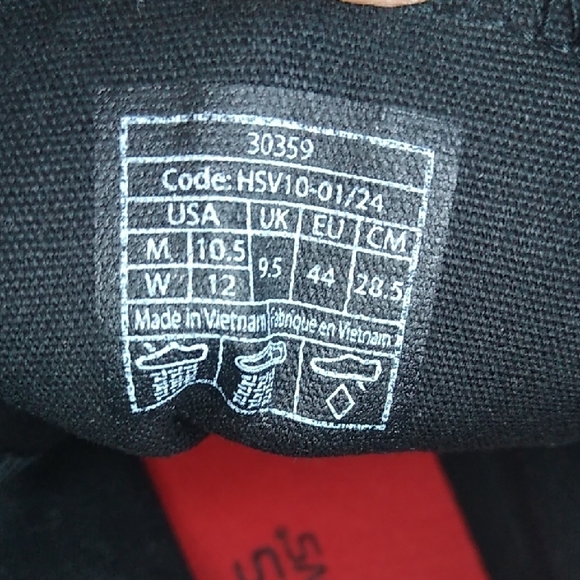 30359
Code: HSV10-01/24
USA UK EU CM
M 10.5 9.5 44 28.5
W 12
Made in Vietnam Fabrique en Vietnam